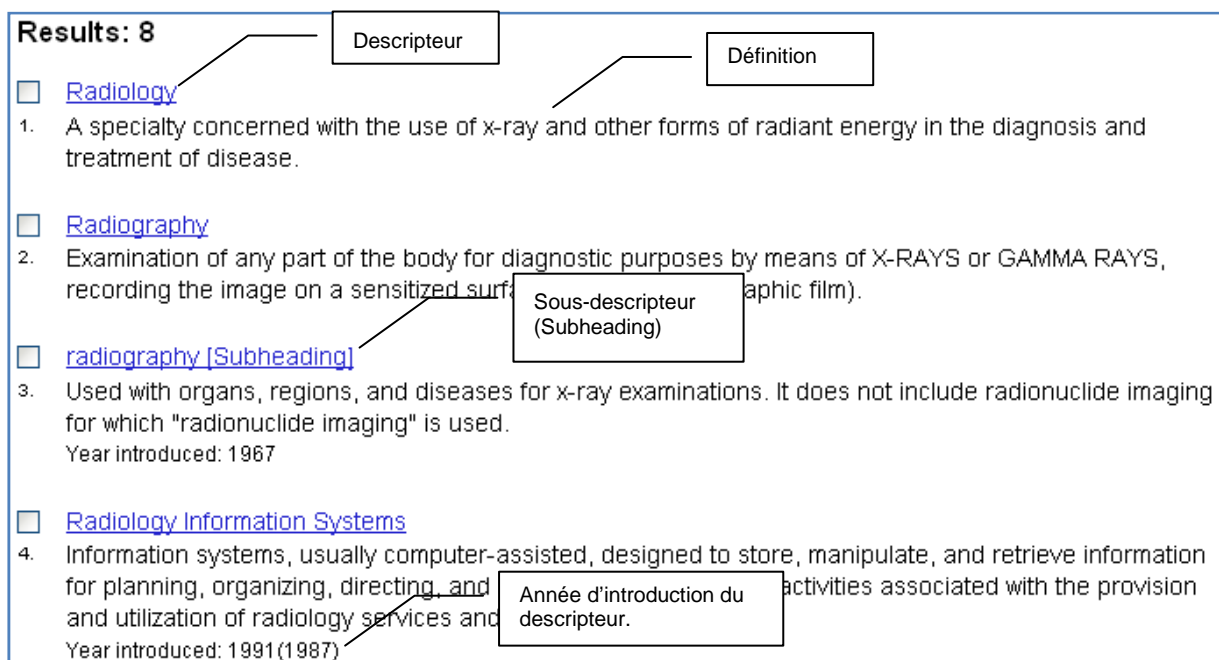 Results: 8
Descripteur
Définition
Radiology
1. A specialty concerned with the use of x-ray and other forms of radiant energy in the diagnosis and
treatment of disease.
Radiography
2. Examination of any part of the body for diagnostic purposes by means of X-RAYS or GAMMA RAYS,
recording the image on a sensitized aphic film).
Sous-descripteur
(Subheading)
radiography [Subheading]
3. Used with organs, regions, and diseases for x-ray examinations. It does not include radionuclide imaging
for which "radionuclide imaging" is used.
Year introduced: 1967
Radiology Information Systems
4. Information systems, usually computer-assisted, designed to store, manipulate, and retrieve information
for planning, organizing, directing, and activities associated with the provision
and utilization of radiology services and
Année d'introduction du
descripteur.
Year introduced: 1991(1987)